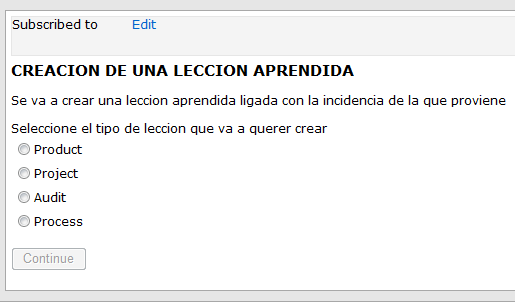 Subscribed to Edit
CREACION DE UNA LECCION APRENDIDA
Se va a crear una leccion aprendida ligada con la incidencia de la que proviene
Seleccione el tipo de leccion que va a querer crear
Product
Project
Audit
Process
Continue